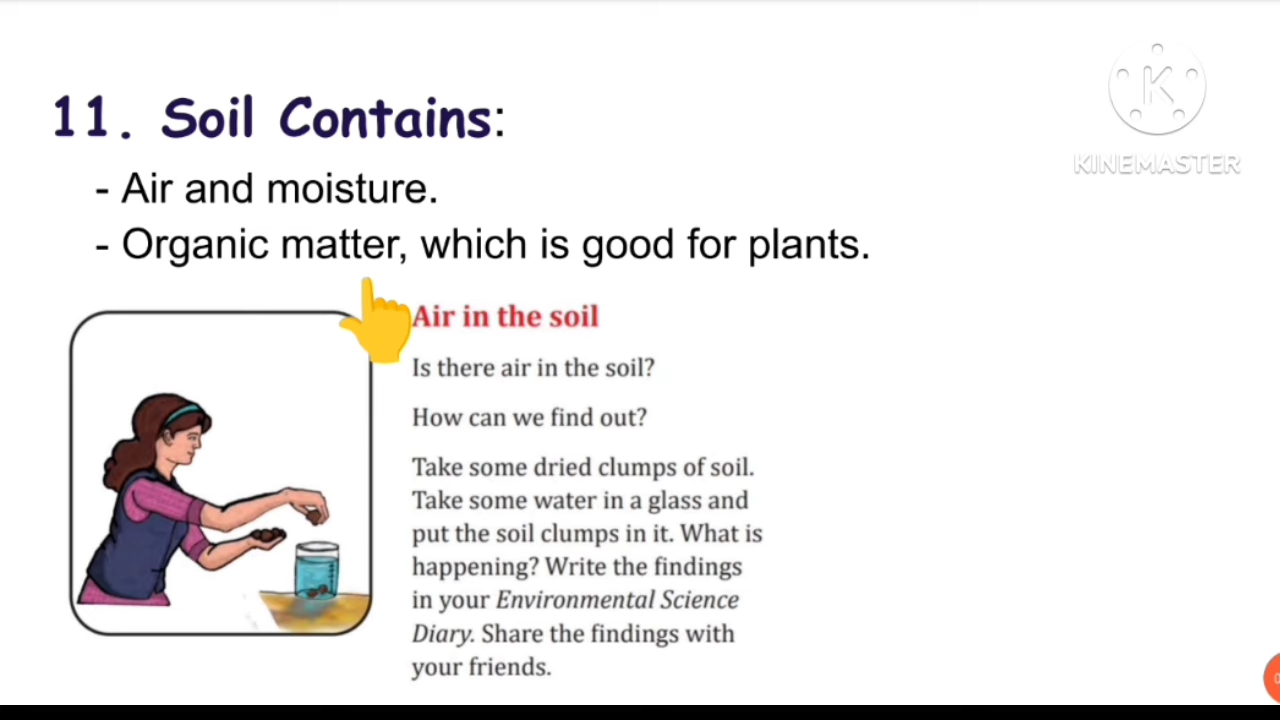 11. Soil Contains:
- Air and moisture.
- Organic matter, which is good for plants.
Air in the soil
Is there air in the soil?
How can we find out?
Take some dried clumps of soil.
Take some water in a glass and
put the soil clumps in it. What is
happening? Write the findings
in your Environmental Science
Diary. Share the findings with
your friends.
K
KINEMASTER